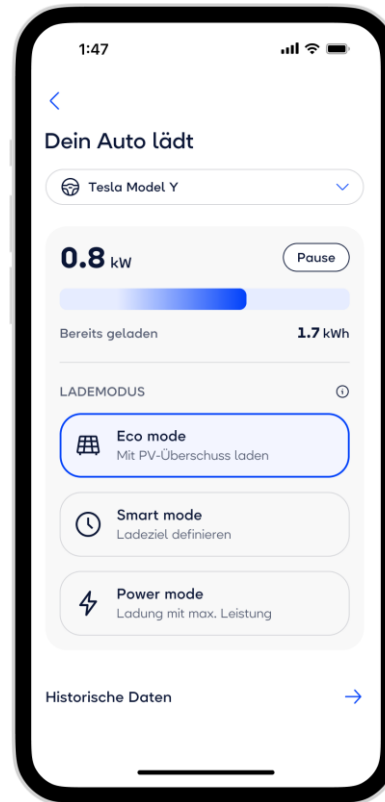 1:47
Dein Auto lädt
Tesla Model Y
0.8 kW
Pause
Bereits geladen
1.7 kWh
LADEMODUS
Eco mode
Mit PV-Überschuss laden
Smart mode
Ladeziel definieren
Power mode
Ladung mit max. Leistung
Historische Daten